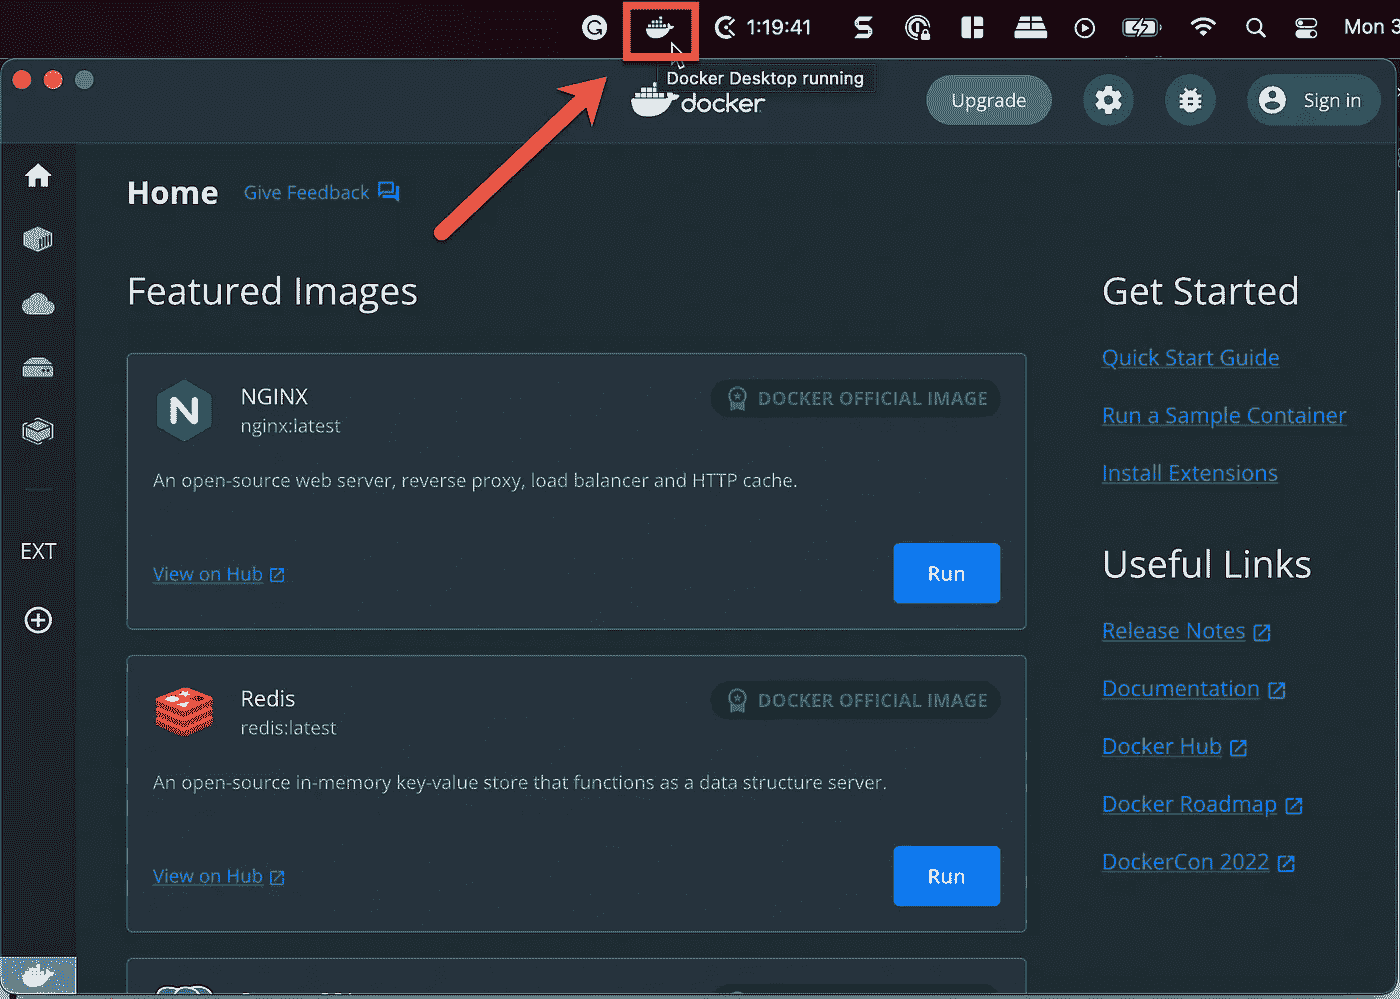 1:19:41
Mon 3
Docker Desktop running
docker
Upgrade
Sign in
Home
Give Feedback
Featured Images
NGINX
nginx:latest
DOCKER OFFICIAL IMAGE
An open-source web server, reverse proxy, load balancer and HTTP cache.
View on Hub
Run
Redis
redis:latest
DOCKER OFFICIAL IMAGE
An open-source in-memory key-value store that functions as a data structure server.
View on Hub
Run
Get Started
Quick Start Guide
Run a Sample Container
Install Extensions
Useful Links
Release Notes
Documentation
Docker Hub
Docker Roadmap
DockerCon 2022
EXT